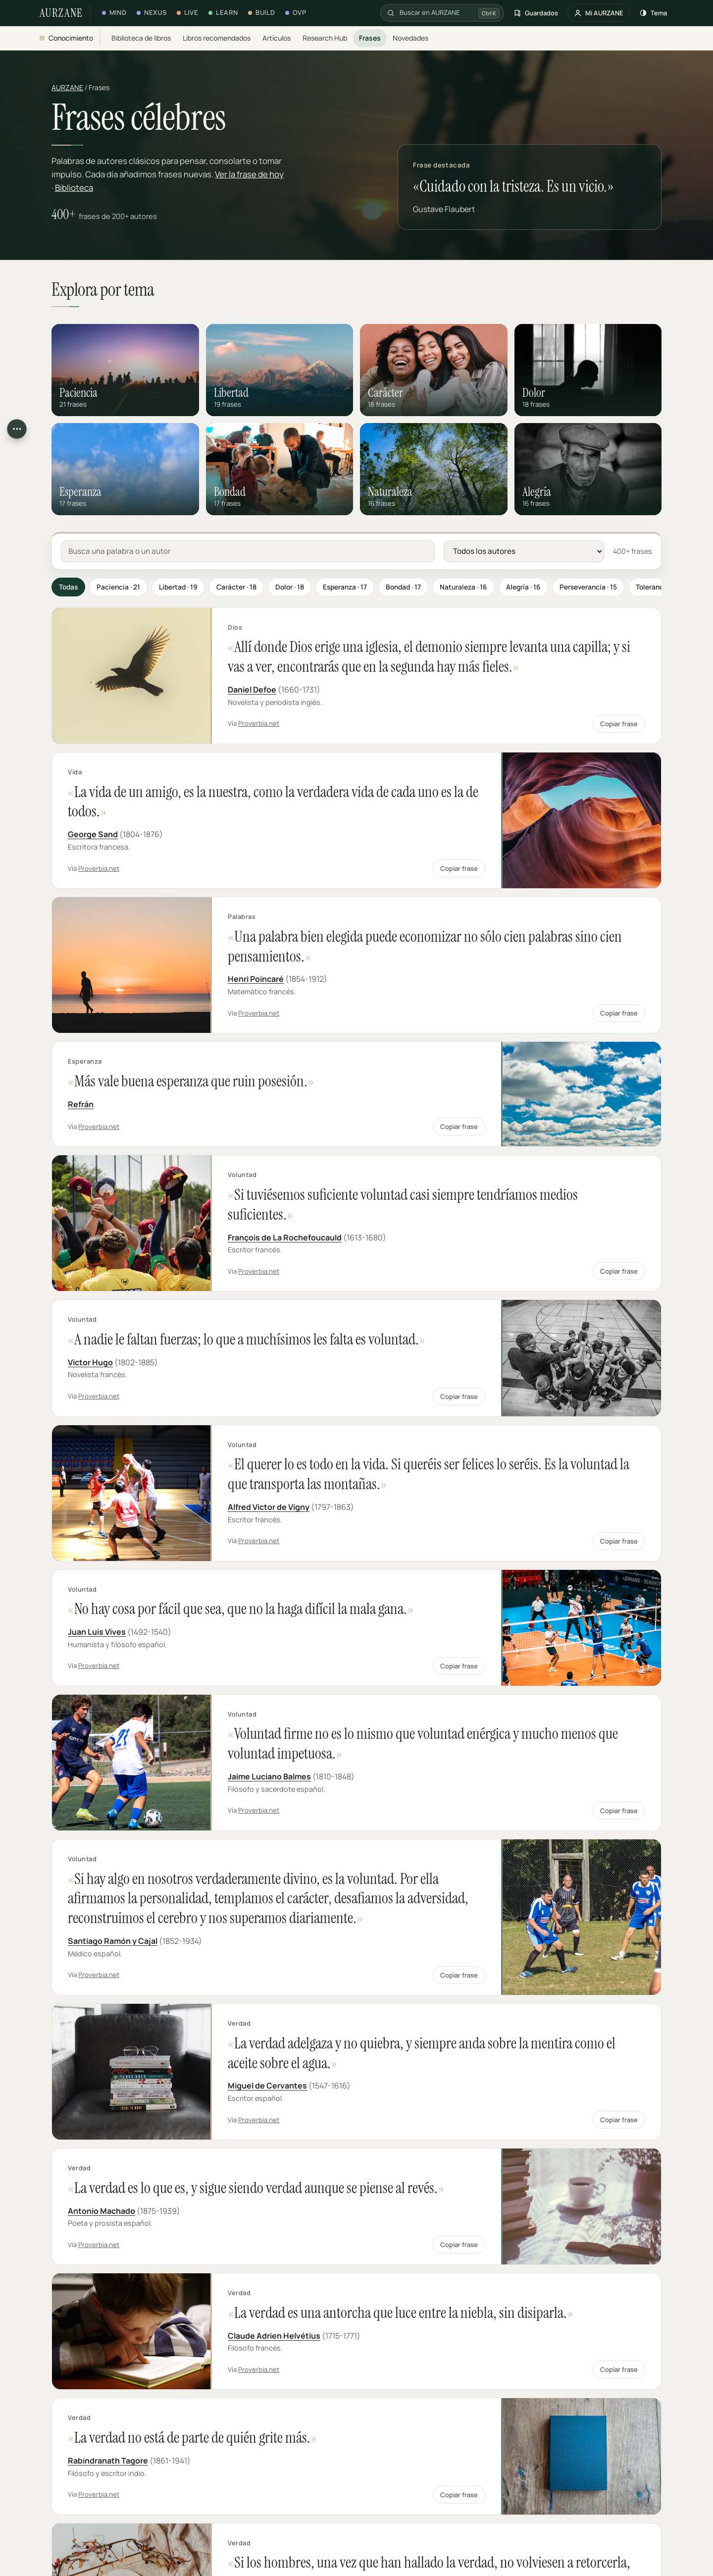 AURZANE
MIND
NEXUS
LIVE
LEARN
BUILD
OVP
Buscar en AURZANE
Ctrl K
Guardados
Mi AURZANE
Tema
Conocimiento
Biblioteca de libros
Libros recomendados
Artículos
Research Hub
Frases
Novedades
AURZANE / Frases
Frases célebres
Palabras de autores clásicos para pensar, consolarte o tomar
impulso. Cada día añadimos frases nuevas. Ver la frase de hoy
· Biblioteca
400+ frases de 200+ autores
Frase destacada
«Cuidado con la tristeza. Es un vicio.»
Gustave Flaubert
Explora por tema
Paciencia
21 frases
Libertad
19 frases
Carácter
18 frases
Dolor
18 frases
Esperanza
17 frases
Bondad
17 frases
Naturaleza
16 frases
Alegría
16 frases
Busca una palabra o un autor
Todos los autores
400+ frases
Todas
Paciencia · 21
Libertad · 19
Carácter · 18
Dolor · 18
Esperanza · 17
Bondad · 17
Naturaleza · 16
Alegría · 16
Perseverancia · 15
Toleranc
Dios
«Allí donde Dios erige una iglesia, el demonio siempre levanta una capilla; y si
vas a ver, encontrarás que en la segunda hay más fieles.»
Daniel Defoe (1660-1731)
Novelista y periodista inglés.
Vía Proverbia.net
Copiar frase
Vida
«La vida de un amigo, es la nuestra, como la verdadera vida de cada uno es la de
todos.»
George Sand (1804-1876)
Escritora francesa.
Vía Proverbia.net
Copiar frase
Palabras
«Una palabra bien elegida puede economizar no sólo cien palabras sino cien
pensamientos.»
Henri Poincaré (1854-1912)
Matemático francés.
Vía Proverbia.net
Copiar frase
Esperanza
«Más vale buena esperanza que ruin posesión.»
Refrán
Vía Proverbia.net
Copiar frase
Voluntad
«Si tuviésemos suficiente voluntad casi siempre tendríamos medios
suficientes.»
François de La Rochefoucauld (1613-1680)
Escritor francés.
Vía Proverbia.net
Copiar frase
Voluntad
«A nadie le faltan fuerzas; lo que a muchísimos les falta es voluntad.»
Victor Hugo (1802-1885)
Novelista francés.
Vía Proverbia.net
Copiar frase
Voluntad
«El querer lo es todo en la vida. Si queréis ser felices lo seréis. Es la voluntad la
que transporta las montañas.»
Alfred Victor de Vigny (1797-1863)
Escritor francés.
Vía Proverbia.net
Copiar frase
Voluntad
«No hay cosa por fácil que sea, que no la haga difícil la mala gana.»
Juan Luis Vives (1492-1540)
Humanista y filósofo español.
Vía Proverbia.net
Copiar frase
Voluntad
«Voluntad firme no es lo mismo que voluntad enérgica y mucho menos que
voluntad impetuosa.»
Jaime Luciano Balmes (1810-1848)
Filósofo y sacerdote español.
Vía Proverbia.net
Copiar frase
Voluntad
«Si hay algo en nosotros verdaderamente divino, es la voluntad. Por ella
afirmamos la personalidad, templamos el carácter, desafiamos la adversidad,
reconstruimos el cerebro y nos superamos diariamente.»
Santiago Ramón y Cajal (1852-1934)
Médico español.
Vía Proverbia.net
Copiar frase
Verdad
«La verdad adelgaza y no quiebra, y siempre anda sobre la mentira como el
aceite sobre el agua.»
Miguel de Cervantes (1547-1616)
Escritor español.
Vía Proverbia.net
Copiar frase
Verdad
«La verdad es lo que es, y sigue siendo verdad aunque se piense al revés.»
Antonio Machado (1875-1939)
Poeta y prosista español.
Vía Proverbia.net
Copiar frase
Verdad
«La verdad es una antorcha que luce entre la niebla, sin disiparla.»
Claude Adrien Helvétius (1715-1771)
Filósofo francés.
Vía Proverbia.net
Copiar frase
Verdad
«La verdad no está de parte de quién grite más.»
Rabindranath Tagore (1861-1941)
Filósofo y escritor indio.
Vía Proverbia.net
Copiar frase
Verdad
«Si los hombres, una vez que han hallado la verdad, no volviesen a retorcerla,